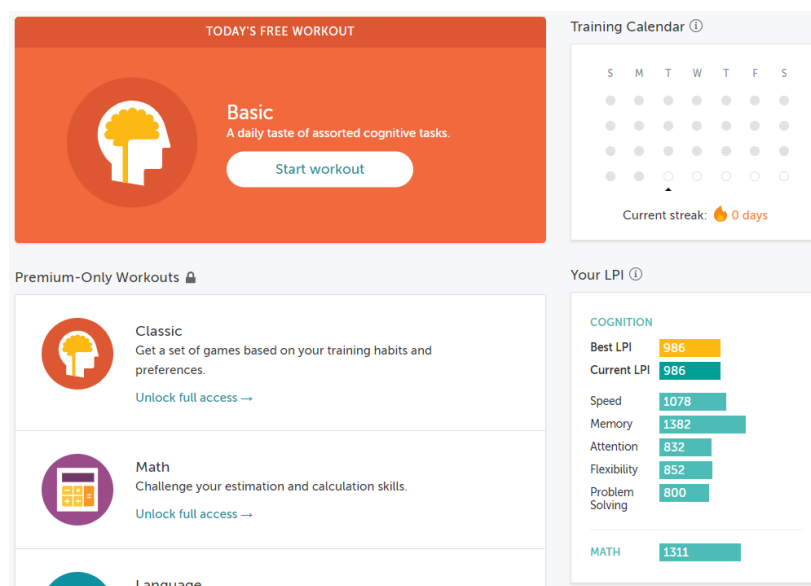 TODAY'S FREE WORKOUT
Basic
A daily taste of assorted cognitive tasks.
Start workout
Training Calendar
S M T W T F S
Current streak: 0 days
Premium-Only Workouts
Classic
Get a set of games based on your training habits and
preferences.
Unlock full access →
Math
Challenge your estimation and calculation skills.
Unlock full access →
Language
Your LPI
COGNITION
Best LPI 986
Current LPI 986
Speed 1078
Memory 1382
Attention 832
Flexibility 852
Problem
Solving 800
MATH 1311